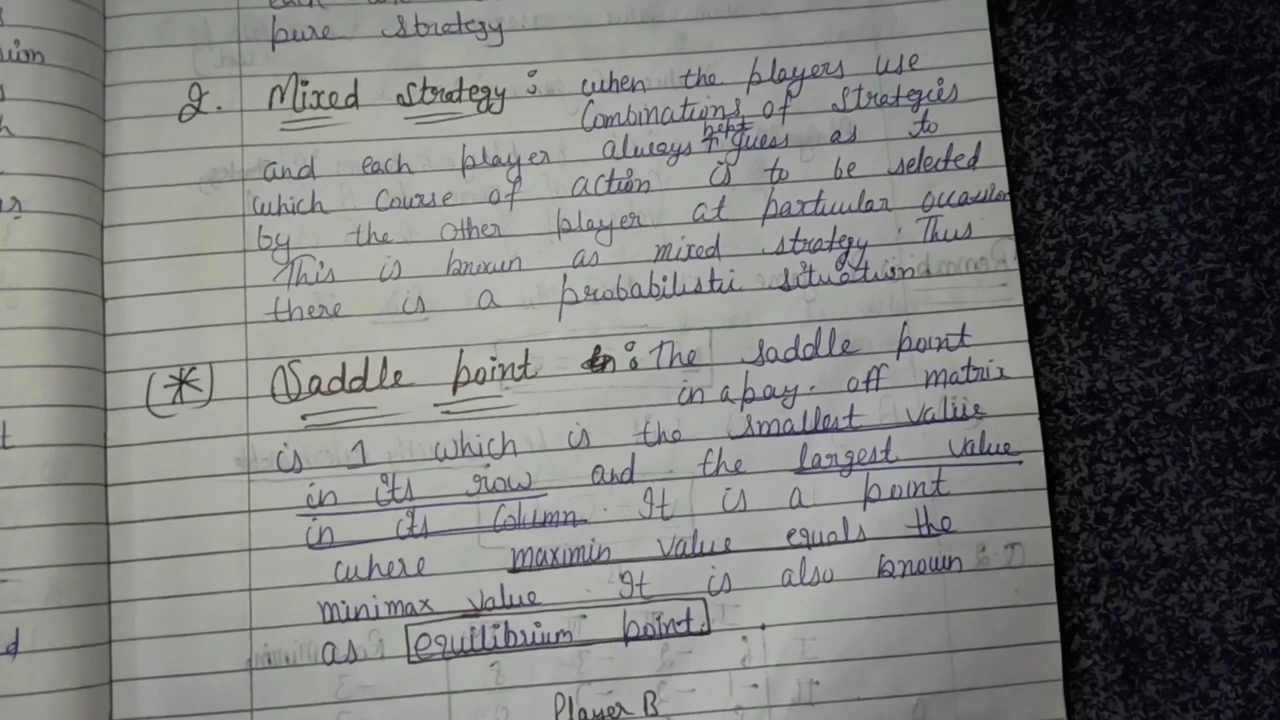 pure strategy
2. Mixed strategy : when the players use
Combinations of strategies
and each player always kept guess as to
which course of action is to be selected
by the other player at particular occassion
This is known as mixed strategy. Thus
there is a probabilisti situation
(*) Saddle point : The saddle point
in a pay-off matrix
is 1 which is the smallest value
in its row and the largest value
in its column. It is a point
where maximin value equals the
minimax value. It is also known
as equilibrium point.
Player B